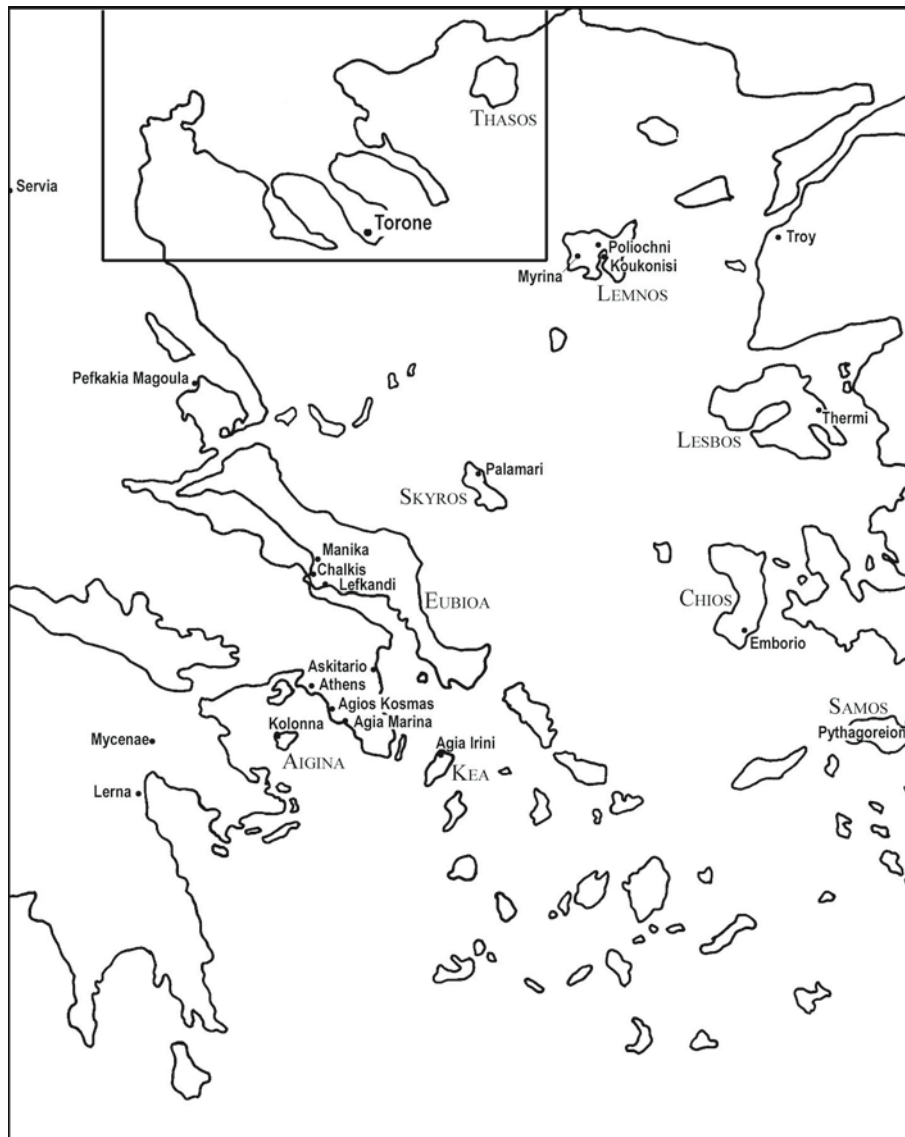 THASOS
Servia
Torone
Poliochni
Troy
Myrina
Koukonisi
LEMNOS
Pefkakia Magoula
Thermi
LESBOS
Palamari
SKYROS
Manika
Chalkis
Lefkandi
EUBIOA
CHIOS
Emborio
Askitario
Athens
Agios Kosmas
SAMOS
Agia Marina
Kolonna
Pythagoreion
Mycenae
Agia Irini
AIGINA
KEA
Lerna